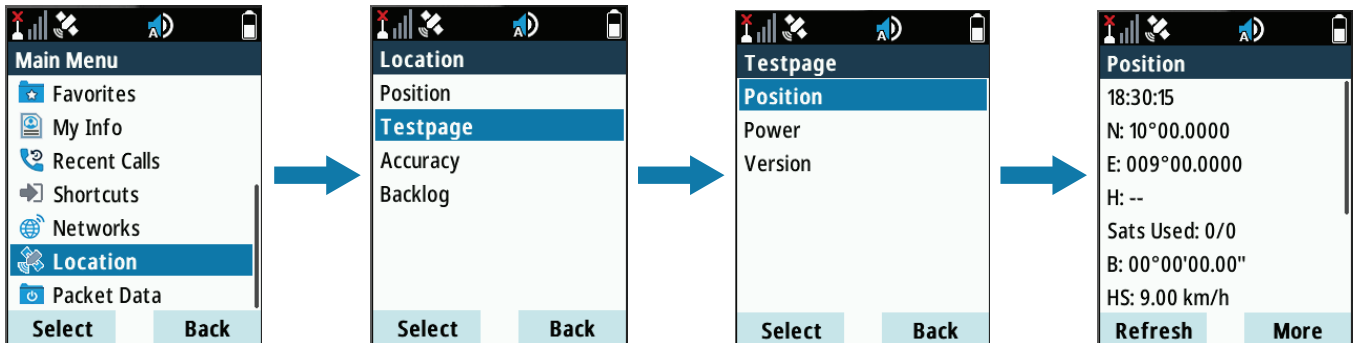 A
Main Menu
Favorites
My Info
Recent Calls
Shortcuts
Networks
Location
Packet Data
Select Back
A
Location
Position
Testpage
Accuracy
Backlog
Select Back
A
Testpage
Position
Power
Version
Select Back
A
Position
18:30:15
N: 10°00.0000
E: 009°00.0000
H: --
Sats Used: 0/0
B: 00°00'00.00"
HS: 9.00 km/h
Refresh More